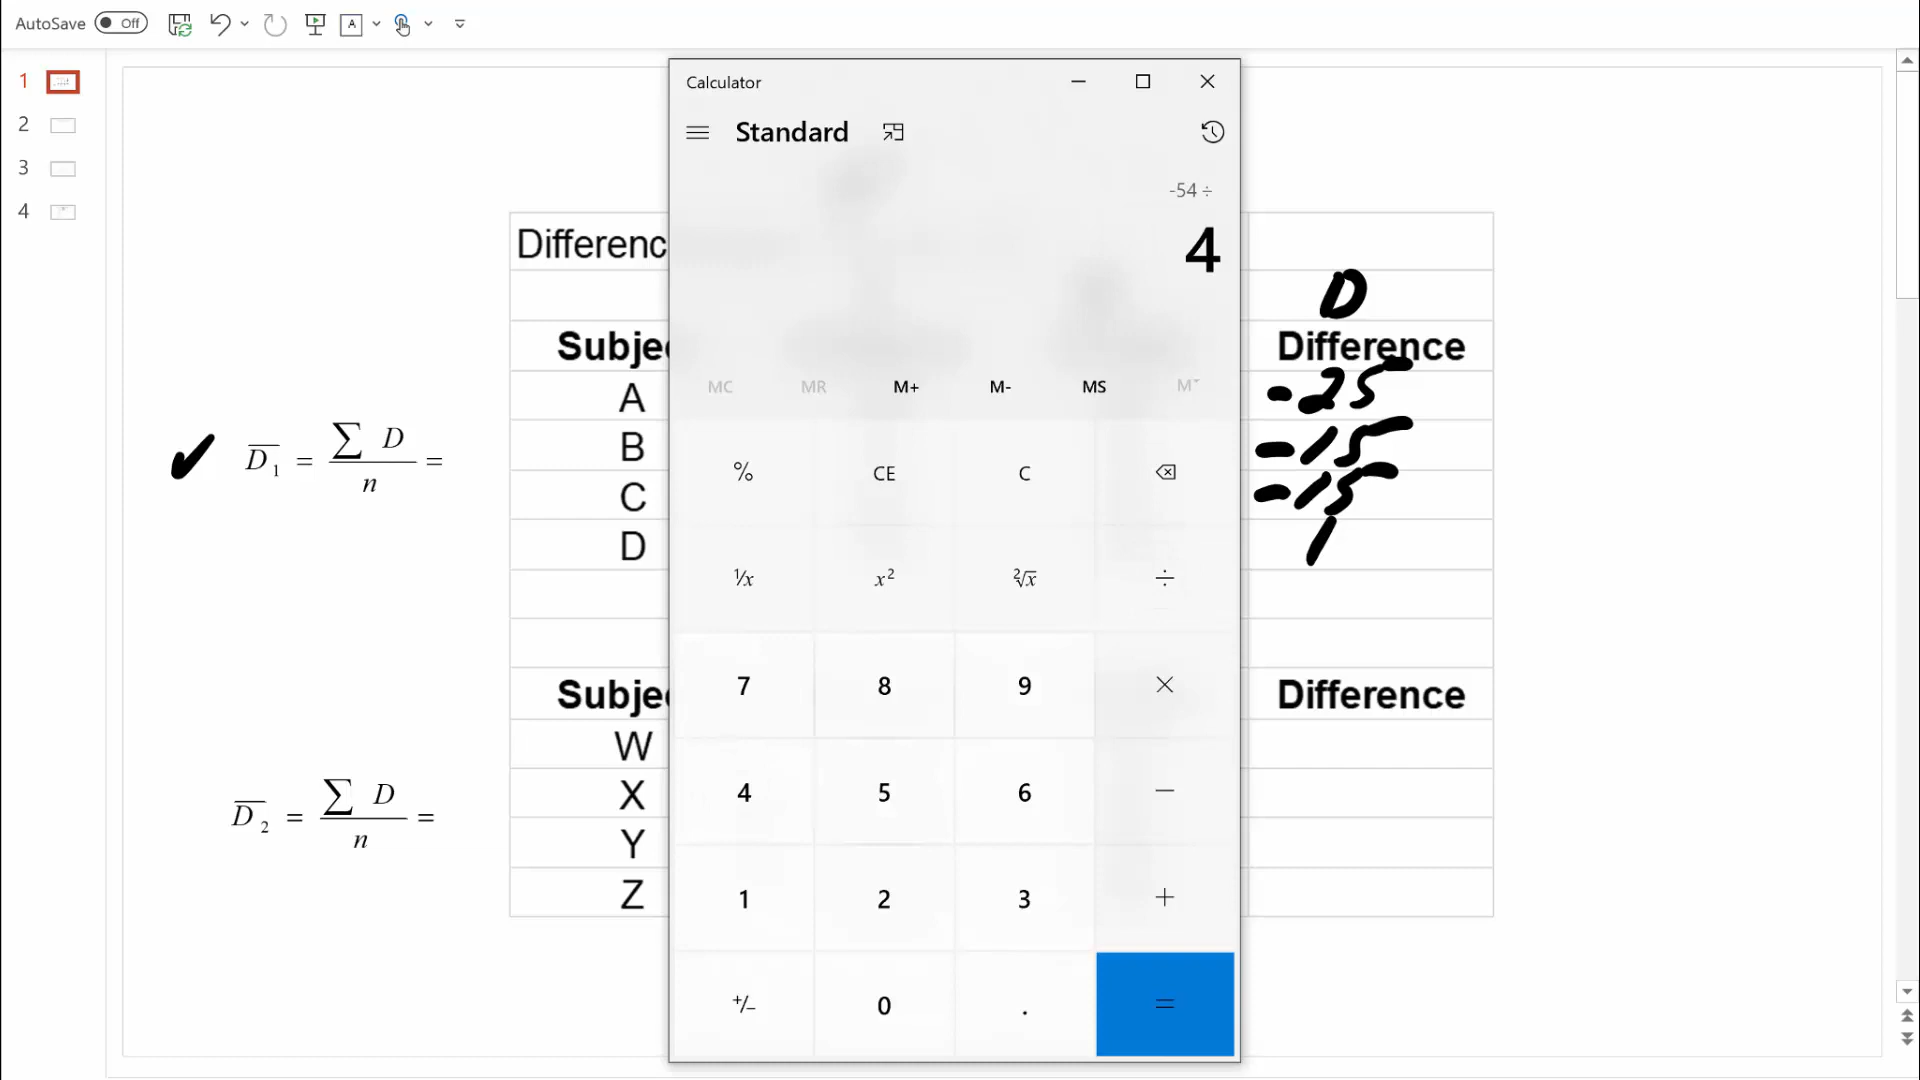 AutoSave Off A
Calculator
Standard
-54 ÷
4
MC MR M+ M- MS M˅
% CE C
¹/x x² ²√x ÷
7 8 9 ×
4 5 6 −
1 2 3 +
+/− 0 . =
1
2
3
4
Differenc
D
Subje Difference
A -25
B -15
C -15
D 1
D̅₁ = ∑ D / n =
Subje Difference
W
X
Y
Z
D̅₂ = ∑ D / n =